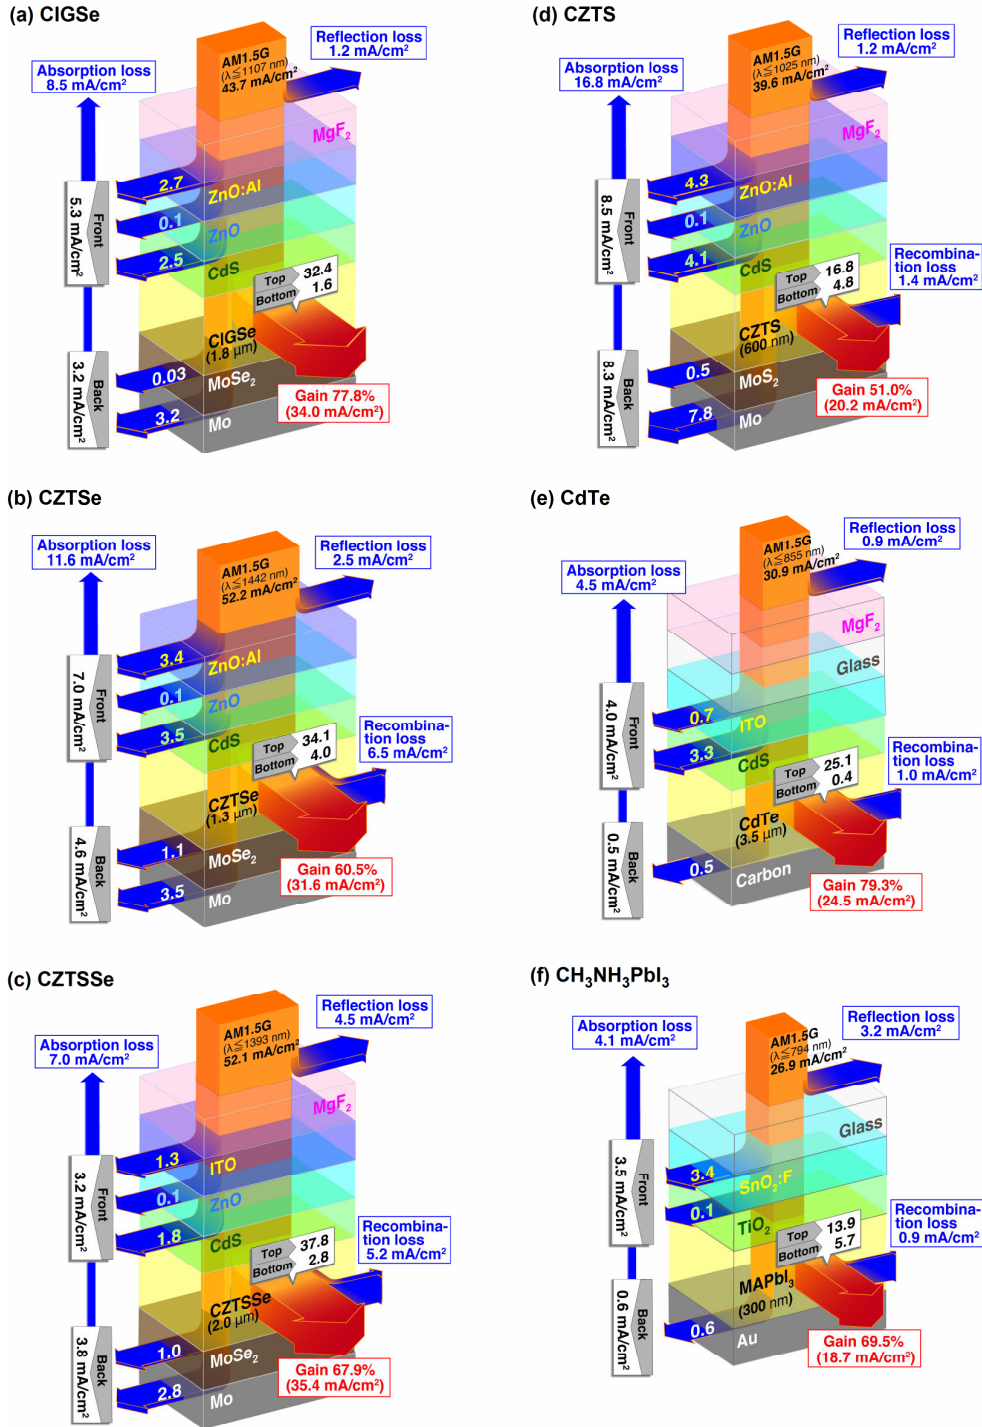 (a) CIGSe
Reflection loss
1.2 mA/cm²
AM1.5G
(λ≦1107 nm)
43.7 mA/cm²
Absorption loss
8.5 mA/cm²
MgF₂
2.7
ZnO:Al
0.1
ZnO
2.5
CdS
Front
5.3 mA/cm²
Top 32.4
Bottom 1.6
CIGSe
(1.8 μm)
0.03
MoSe₂
3.2
Mo
Back
3.2 mA/cm²
Gain 77.8%
(34.0 mA/cm²)
(b) CZTSe
Reflection loss
2.5 mA/cm²
AM1.5G
(λ≦1442 nm)
52.2 mA/cm²
Absorption loss
11.6 mA/cm²
3.4
ZnO:Al
0.1
ZnO
3.5
CdS
Front
7.0 mA/cm²
Top 34.1
Bottom 4.0
Recombina-
tion loss
6.5 mA/cm²
CZTSe
(1.3 μm)
1.1
MoSe₂
3.5
Mo
Back
4.6 mA/cm²
Gain 60.5%
(31.6 mA/cm²)
(c) CZTSSe
Reflection loss
4.5 mA/cm²
AM1.5G
(λ≦1393 nm)
52.1 mA/cm²
Absorption loss
7.0 mA/cm²
MgF₂
1.3
ITO
0.1
ZnO
1.8
CdS
Front
3.2 mA/cm²
Top 37.8
Bottom 2.8
Recombina-
tion loss
5.2 mA/cm²
CZTSSe
(2.0 μm)
1.0
MoSe₂
2.8
Mo
Back
3.8 mA/cm²
Gain 67.9%
(35.4 mA/cm²)
(d) CZTS
Reflection loss
1.2 mA/cm²
AM1.5G
(λ≦1025 nm)
39.6 mA/cm²
Absorption loss
16.8 mA/cm²
MgF₂
4.3
ZnO:Al
0.1
ZnO
4.1
CdS
Front
8.5 mA/cm²
Top 16.8
Bottom 4.8
Recombina-
tion loss
1.4 mA/cm²
CZTS
(600 nm)
0.5
MoS₂
7.8
Mo
Back
8.3 mA/cm²
Gain 51.0%
(20.2 mA/cm²)
(e) CdTe
Reflection loss
0.9 mA/cm²
AM1.5G
(λ≦855 nm)
30.9 mA/cm²
Absorption loss
4.5 mA/cm²
MgF₂
Glass
0.7
ITO
3.3
CdS
Front
4.0 mA/cm²
Top 25.1
Bottom 0.4
Recombina-
tion loss
1.0 mA/cm²
CdTe
(3.5 μm)
0.5
Carbon
Back
0.5 mA/cm²
Gain 79.3%
(24.5 mA/cm²)
(f) CH₃NH₃PbI₃
Reflection loss
3.2 mA/cm²
AM1.5G
(λ≦794 nm)
26.9 mA/cm²
Absorption loss
4.1 mA/cm²
Glass
3.4
SnO₂:F
0.1
TiO₂
Front
3.5 mA/cm²
Top 13.9
Bottom 5.7
Recombina-
tion loss
0.9 mA/cm²
MAPbI₃
(300 nm)
0.6
Au
Back
0.6 mA/cm²
Gain 69.5%
(18.7 mA/cm²)